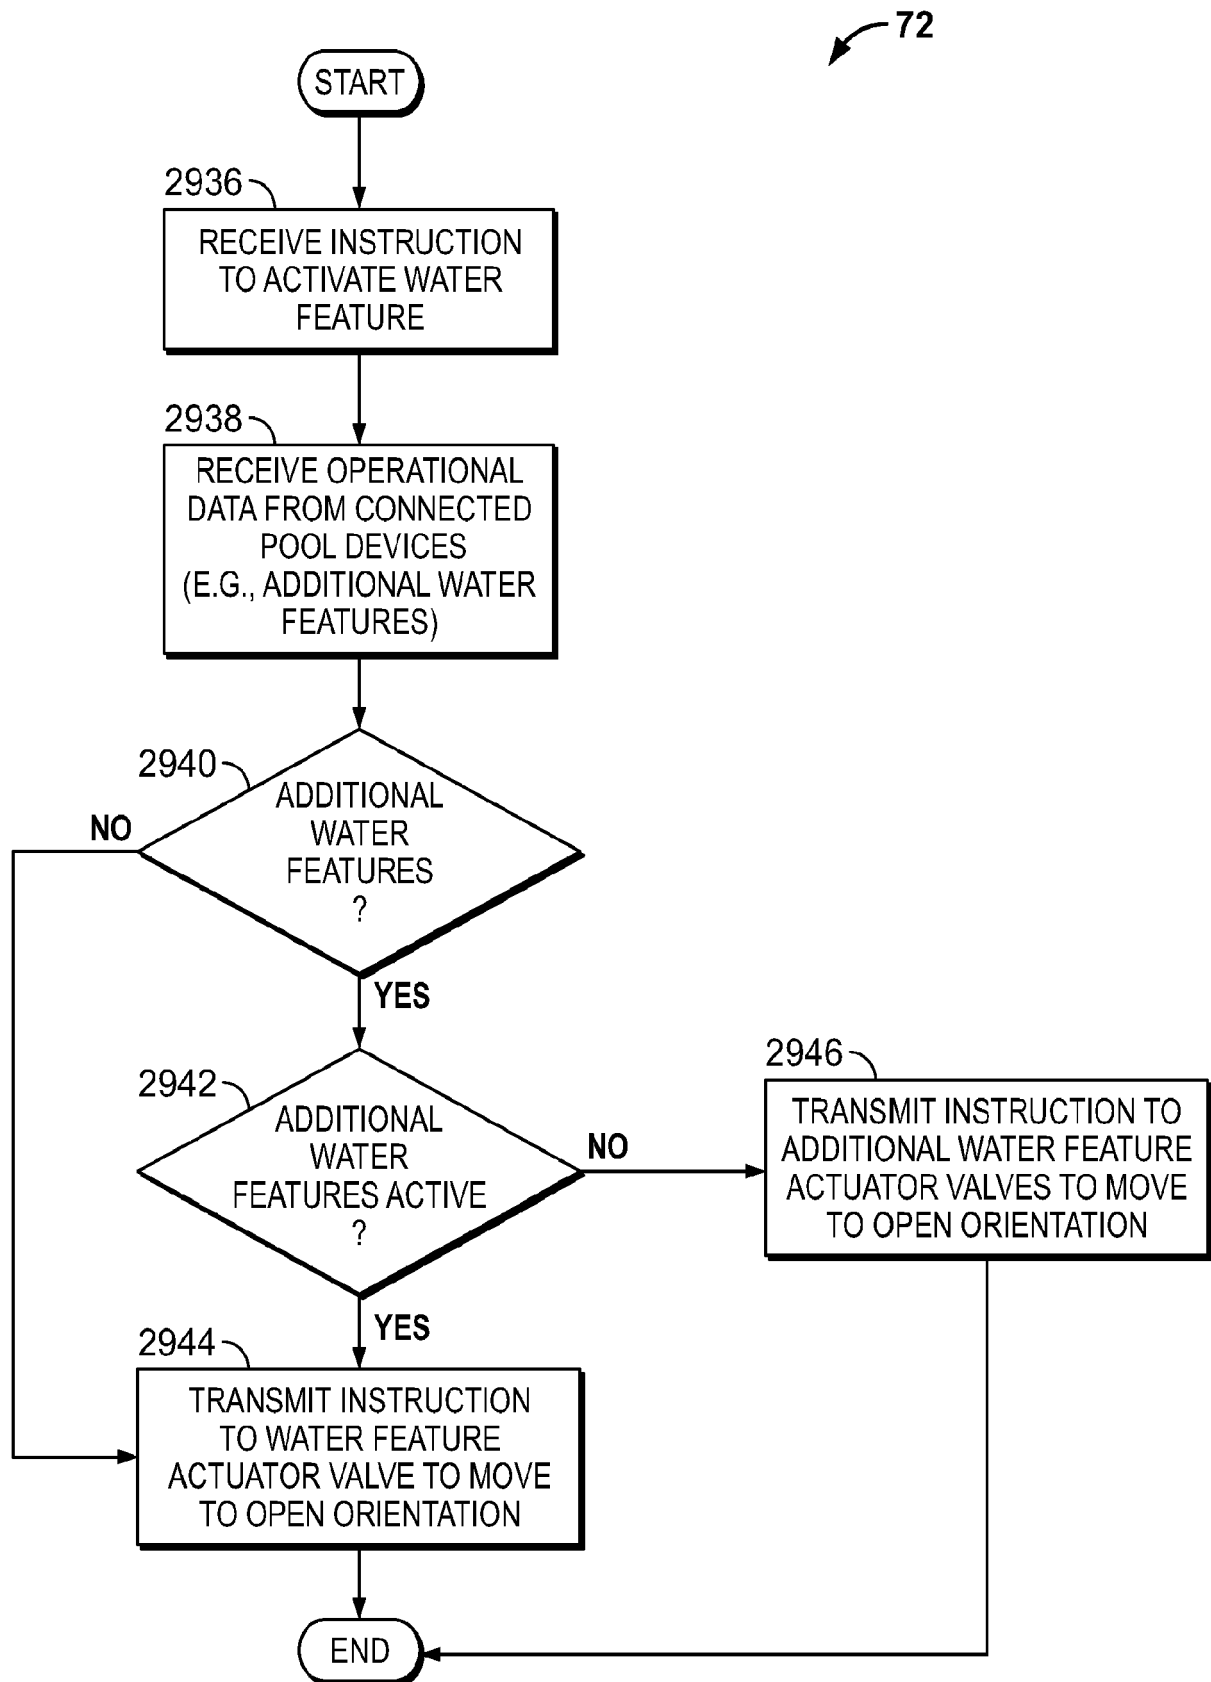 72
START
2936
RECEIVE INSTRUCTION
TO ACTIVATE WATER
FEATURE
2938
RECEIVE OPERATIONAL
DATA FROM CONNECTED
POOL DEVICES
(E.G., ADDITIONAL WATER
FEATURES)
2940
ADDITIONAL
WATER
FEATURES
?
NO
YES
2942
ADDITIONAL
WATER
FEATURES ACTIVE
?
NO
2946
TRANSMIT INSTRUCTION TO
ADDITIONAL WATER FEATURE
ACTUATOR VALVES TO MOVE
TO OPEN ORIENTATION
YES
2944
TRANSMIT INSTRUCTION
TO WATER FEATURE
ACTUATOR VALVE TO MOVE
TO OPEN ORIENTATION
END